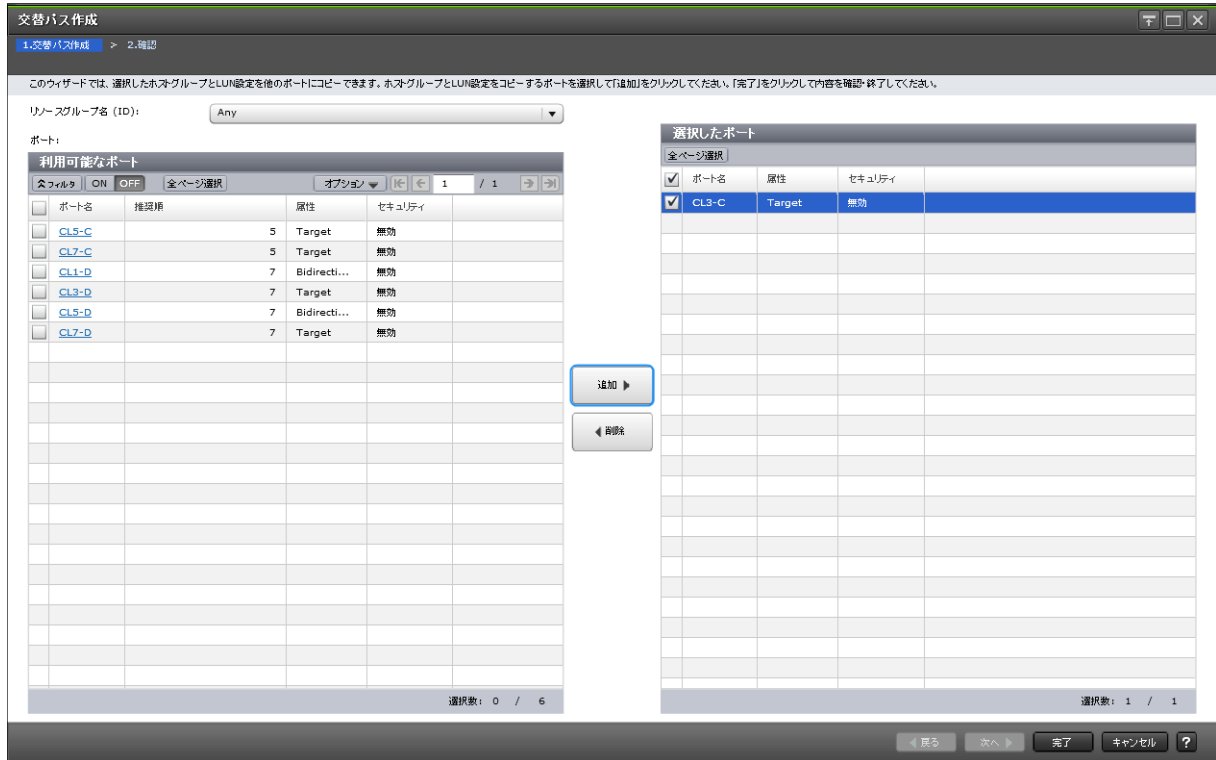 交替パス作成
1.交替パス作成 > 2.確認
このウィザードでは、選択したホストグループとLUN設定を他のポートにコピーできます。ホストグループとLUN設定をコピーするポートを選択して「追加」をクリックしてください。「完了」をクリックして内容を確認・終了してください。
リソースグループ名 (ID): Any
ポート:
利用可能なポート
フィルタ ON OFF 全ページ選択 オプション 1 / 1
ポート名 推奨順 属性 セキュリティ
CL5-C 5 Target 無効
CL7-C 5 Target 無効
CL1-D 7 Bidirecti... 無効
CL3-D 7 Target 無効
CL5-D 7 Bidirecti... 無効
CL7-D 7 Target 無効
選択数: 0 / 6
追加
削除
選択したポート
全ページ選択
ポート名 属性 セキュリティ
CL3-C Target 無効
選択数: 1 / 1
戻る 次へ 完了 キャンセル ?